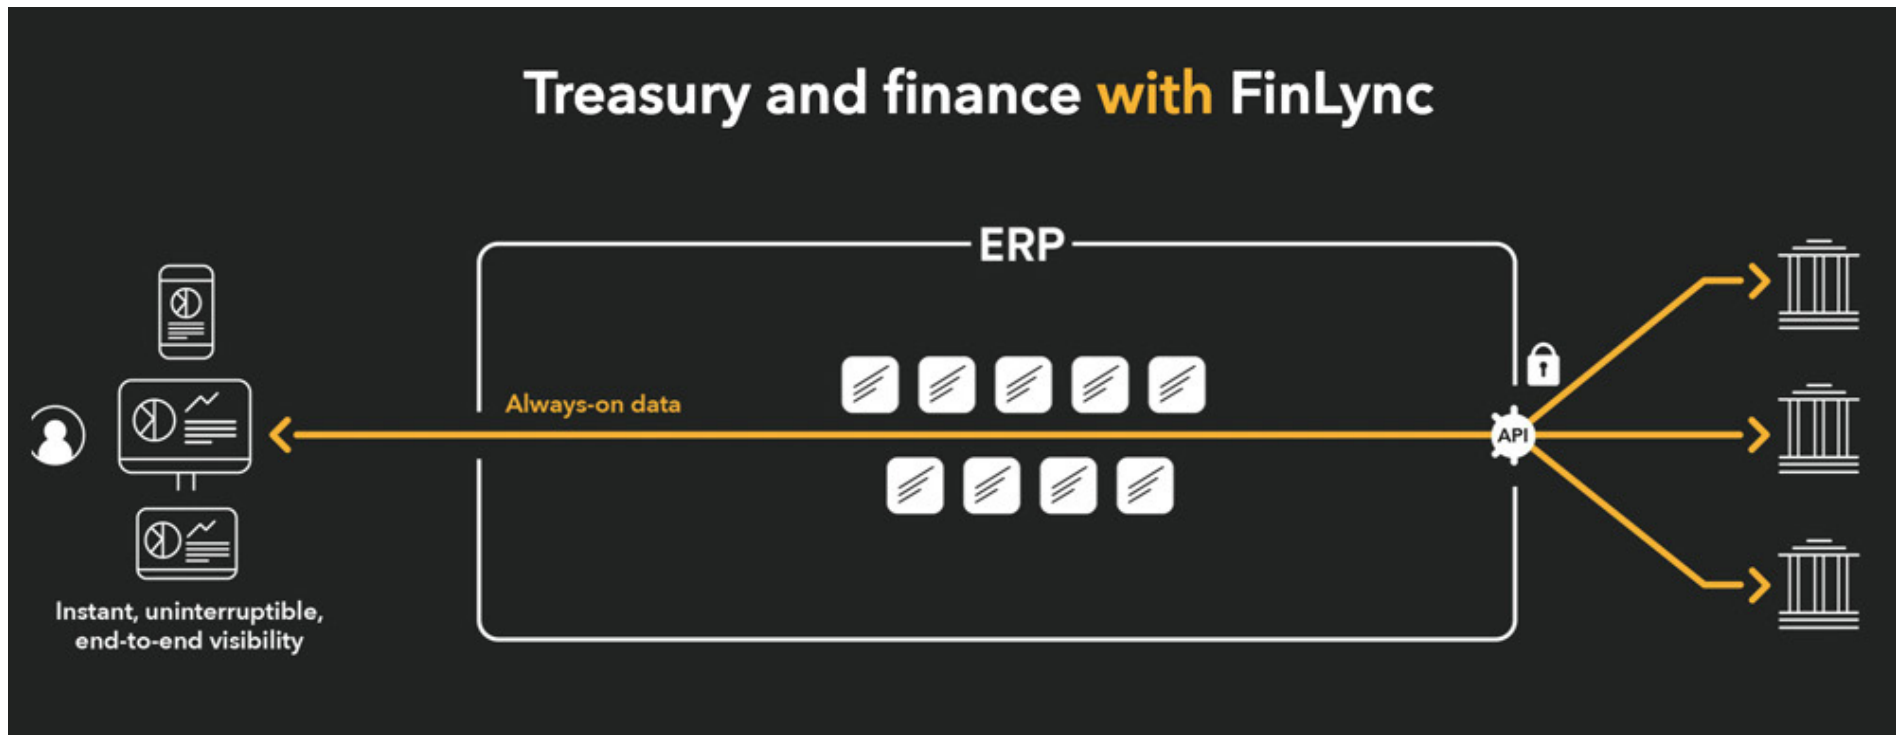 Treasury and finance with FinLync
ERP
Always-on data
API
Instant, uninterruptible,
end-to-end visibility